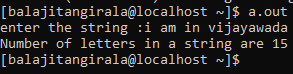 [balajitangirala@localhost ~]$ a.out
enter the string :i am in vijayawada
Number of letters in a string are 15
[balajitangirala@localhost ~]$